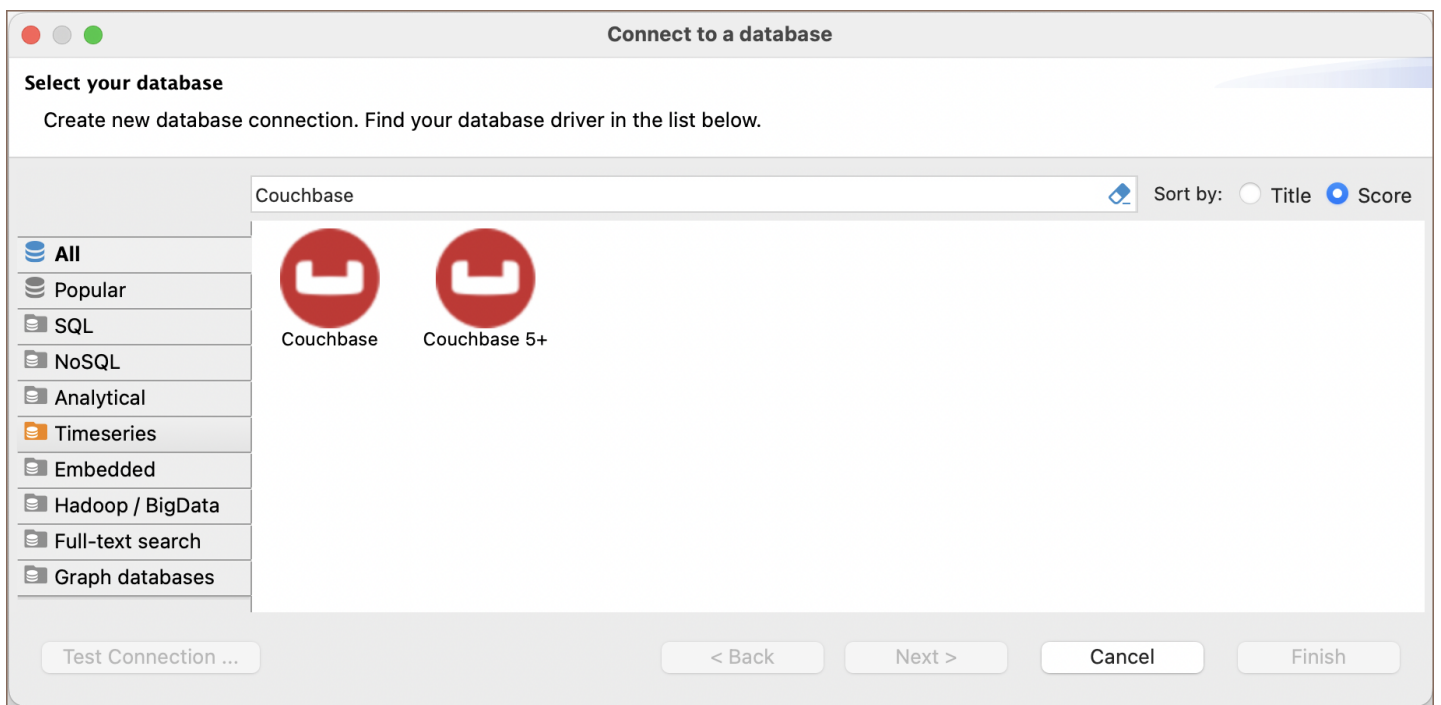 Connect to a database
Select your database
Create new database connection. Find your database driver in the list below.
Couchbase
Sort by: Title Score
All
Popular
SQL
NoSQL
Analytical
Timeseries
Embedded
Hadoop / BigData
Full-text search
Graph databases
Couchbase Couchbase 5+
Test Connection ... < Back Next > Cancel Finish